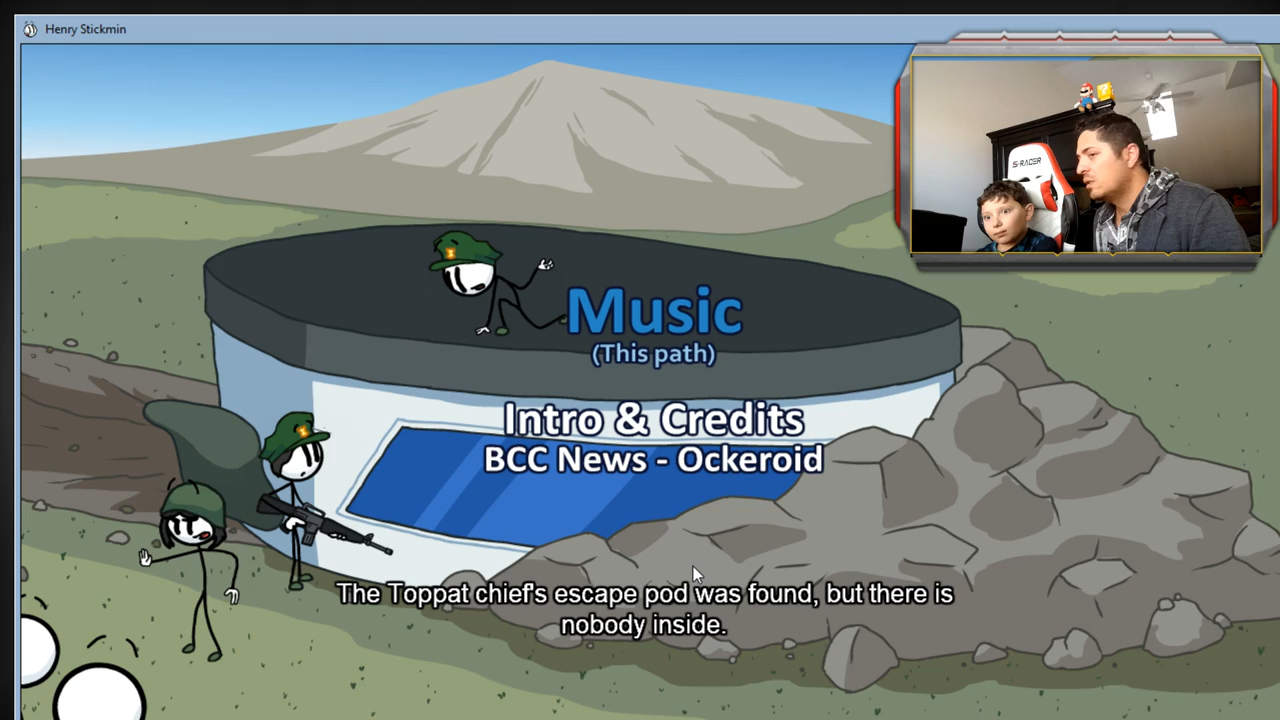 Henry Stickmin
S-RACER
Music
(This path)
Intro & Credits
BCC News - Ockeroid
The Toppat chief's escape pod was found, but there is
nobody inside.